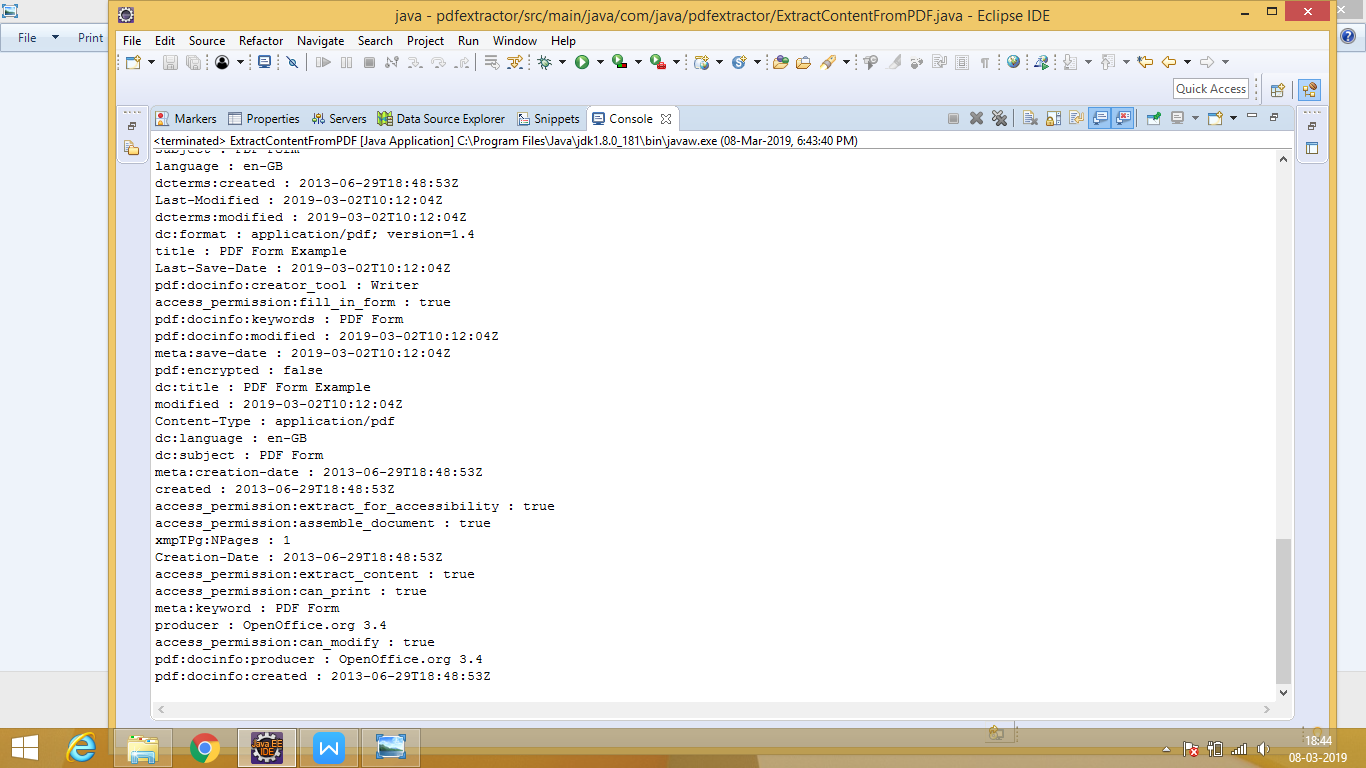 java - pdfextractor/src/main/java/com/java/pdfextractor/ExtractContentFromPDF.java - Eclipse IDE
File Print
File Edit Source Refactor Navigate Search Project Run Window Help
Quick Access
Markers Properties Servers Data Source Explorer Snippets Console
<terminated> ExtractContentFromPDF [Java Application] C:\Program Files\Java\jdk1.8.0_181\bin\javaw.exe (08-Mar-2019, 6:43:40 PM)
subject : PDF Form
language : en-GB
dcterms:created : 2013-06-29T18:48:53Z
Last-Modified : 2019-03-02T10:12:04Z
dcterms:modified : 2019-03-02T10:12:04Z
dc:format : application/pdf; version=1.4
title : PDF Form Example
Last-Save-Date : 2019-03-02T10:12:04Z
pdf:docinfo:creator_tool : Writer
access_permission:fill_in_form : true
pdf:docinfo:keywords : PDF Form
pdf:docinfo:modified : 2019-03-02T10:12:04Z
meta:save-date : 2019-03-02T10:12:04Z
pdf:encrypted : false
dc:title : PDF Form Example
modified : 2019-03-02T10:12:04Z
Content-Type : application/pdf
dc:language : en-GB
dc:subject : PDF Form
meta:creation-date : 2013-06-29T18:48:53Z
created : 2013-06-29T18:48:53Z
access_permission:extract_for_accessibility : true
access_permission:assemble_document : true
xmpTPg:NPages : 1
Creation-Date : 2013-06-29T18:48:53Z
access_permission:extract_content : true
access_permission:can_print : true
meta:keyword : PDF Form
producer : OpenOffice.org 3.4
access_permission:can_modify : true
pdf:docinfo:producer : OpenOffice.org 3.4
pdf:docinfo:created : 2013-06-29T18:48:53Z
Java EE
IDE
18:44
08-03-2019